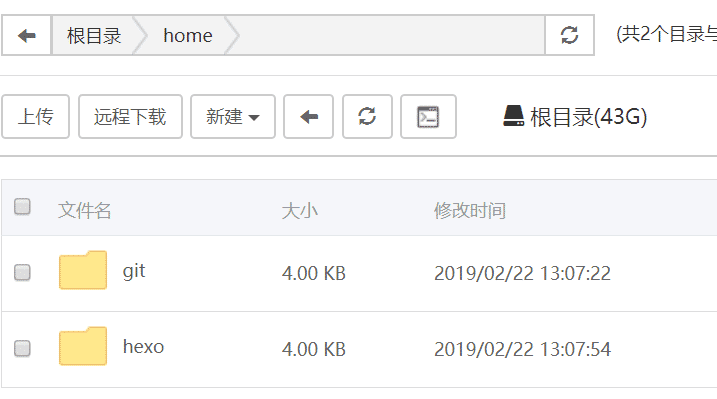 根目录 home (共2个目录与
上传 远程下载 新建 根目录(43G)
文件名 大小 修改时间
git 4.00 KB 2019/02/22 13:07:22
hexo 4.00 KB 2019/02/22 13:07:54